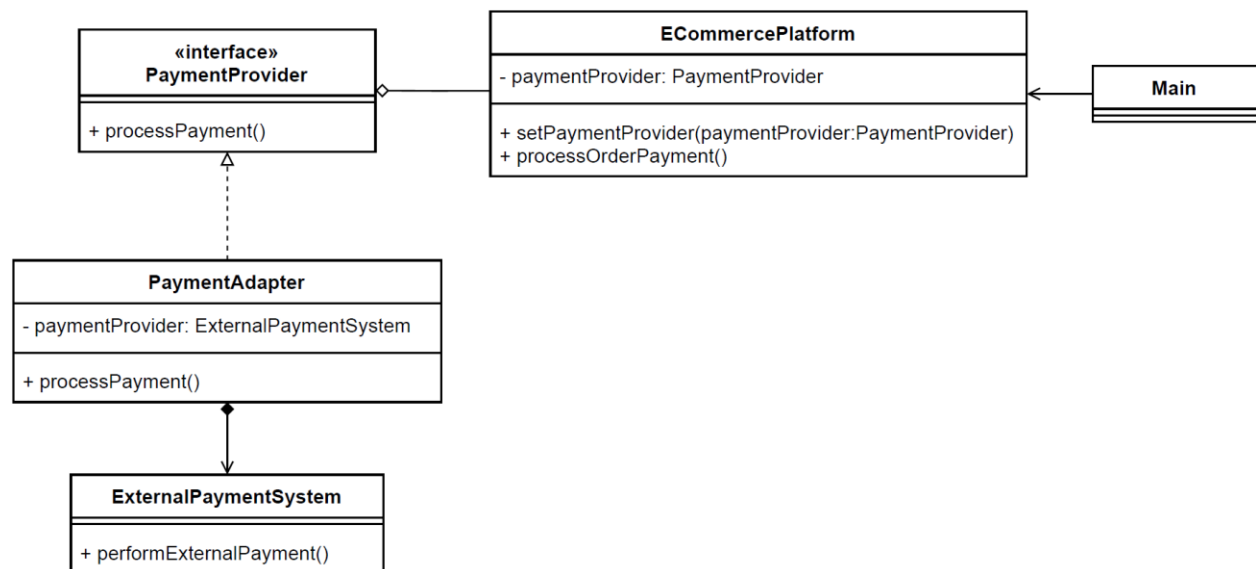 «interface»
PaymentProvider
+ processPayment()
ECommercePlatform
- paymentProvider: PaymentProvider
+ setPaymentProvider(paymentProvider:PaymentProvider)
+ processOrderPayment()
Main
PaymentAdapter
- paymentProvider: ExternalPaymentSystem
+ processPayment()
ExternalPaymentSystem
+ performExternalPayment()